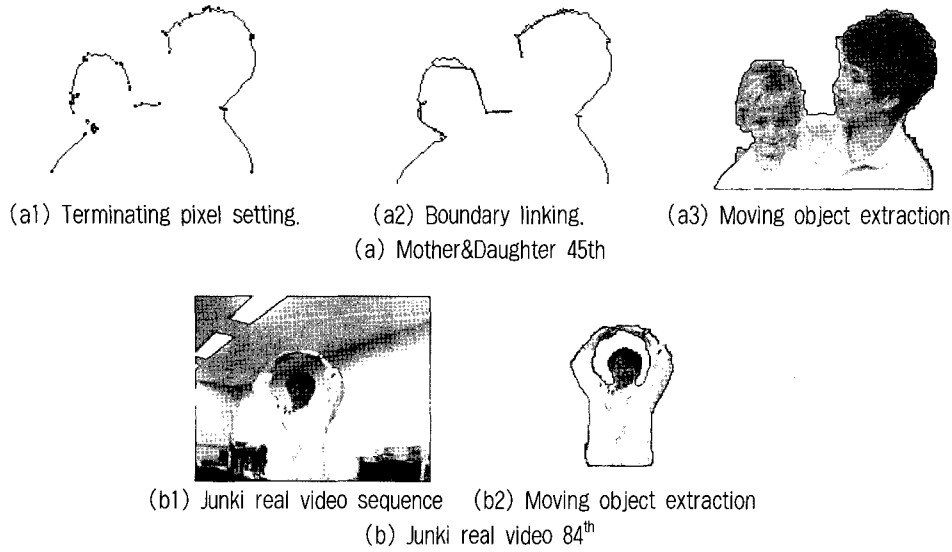 (a1) Terminating pixel setting. (a2) Boundary linking. (a3) Moving object extraction
(a) Mother&Daughter 45th
(b1) Junki real video sequence (b2) Moving object extraction
(b) Junki real video 84th